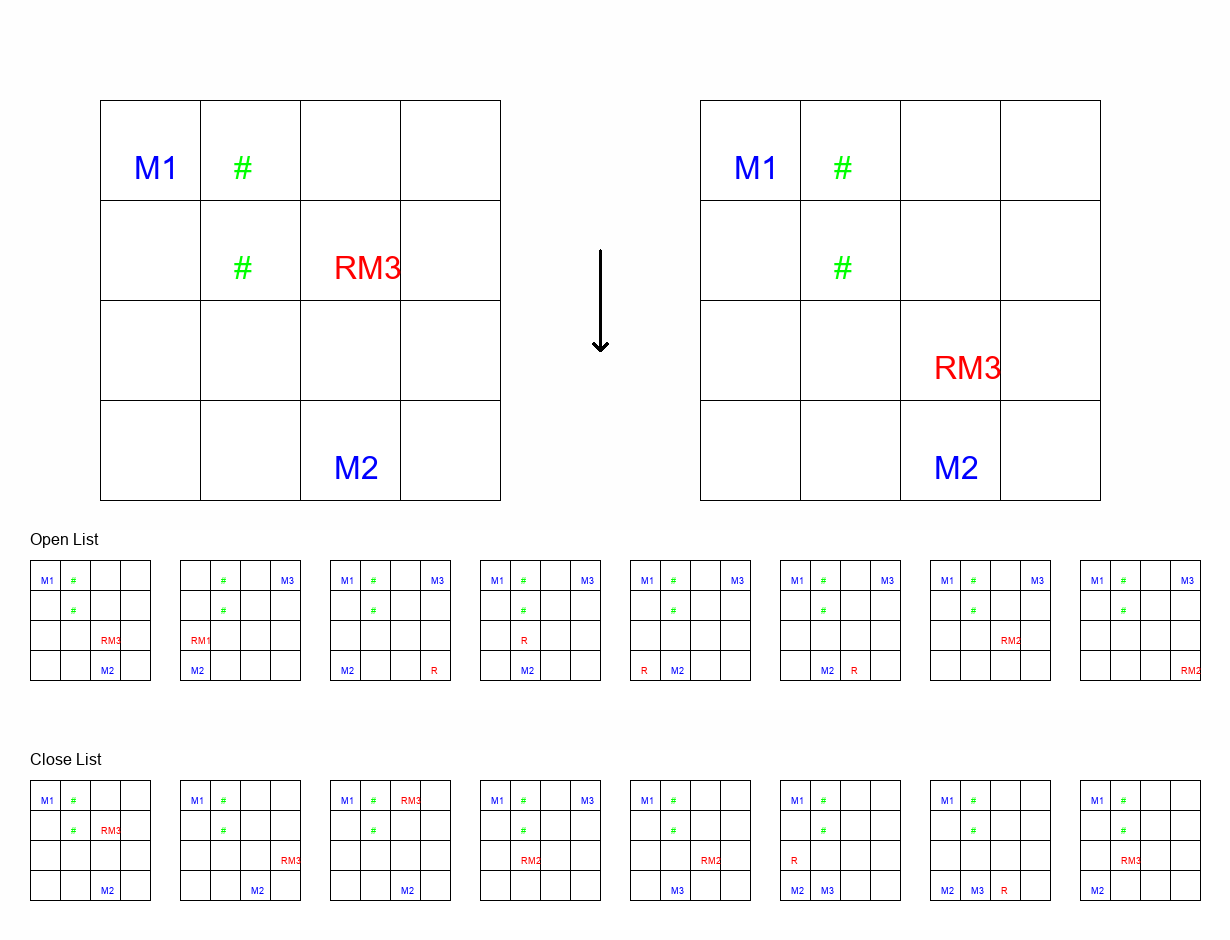 M1 # M1 #
# RM3 #
RM3
M2 M2
Open List
M1 # # M3 M1 # M3 M1 # M3 M1 # M3 M1 # M3 M1 # M3 M1 # M3
# # # # # # # #
RM3 RM1 R RM2
M2 M2 M2 R M2 R M2 M2 R RM2
Close List
M1 # M1 # M1 # RM3 M1 # M3 M1 # M1 # M1 # M1 #
# RM3 # # # # # # #
RM3 RM2 RM2 R RM3
M2 M2 M2 M3 M2 M3 M2 M3 R M2